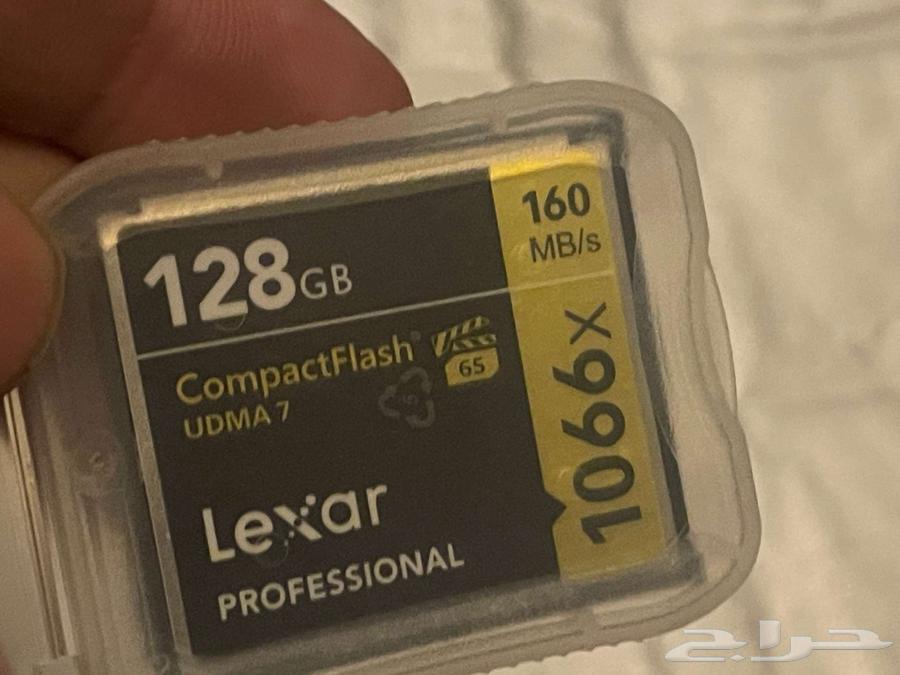 128GB
160
MB/s
CompactFlash®
65
UDMA 7
1066x
Lexar
PROFESSIONAL
حراج